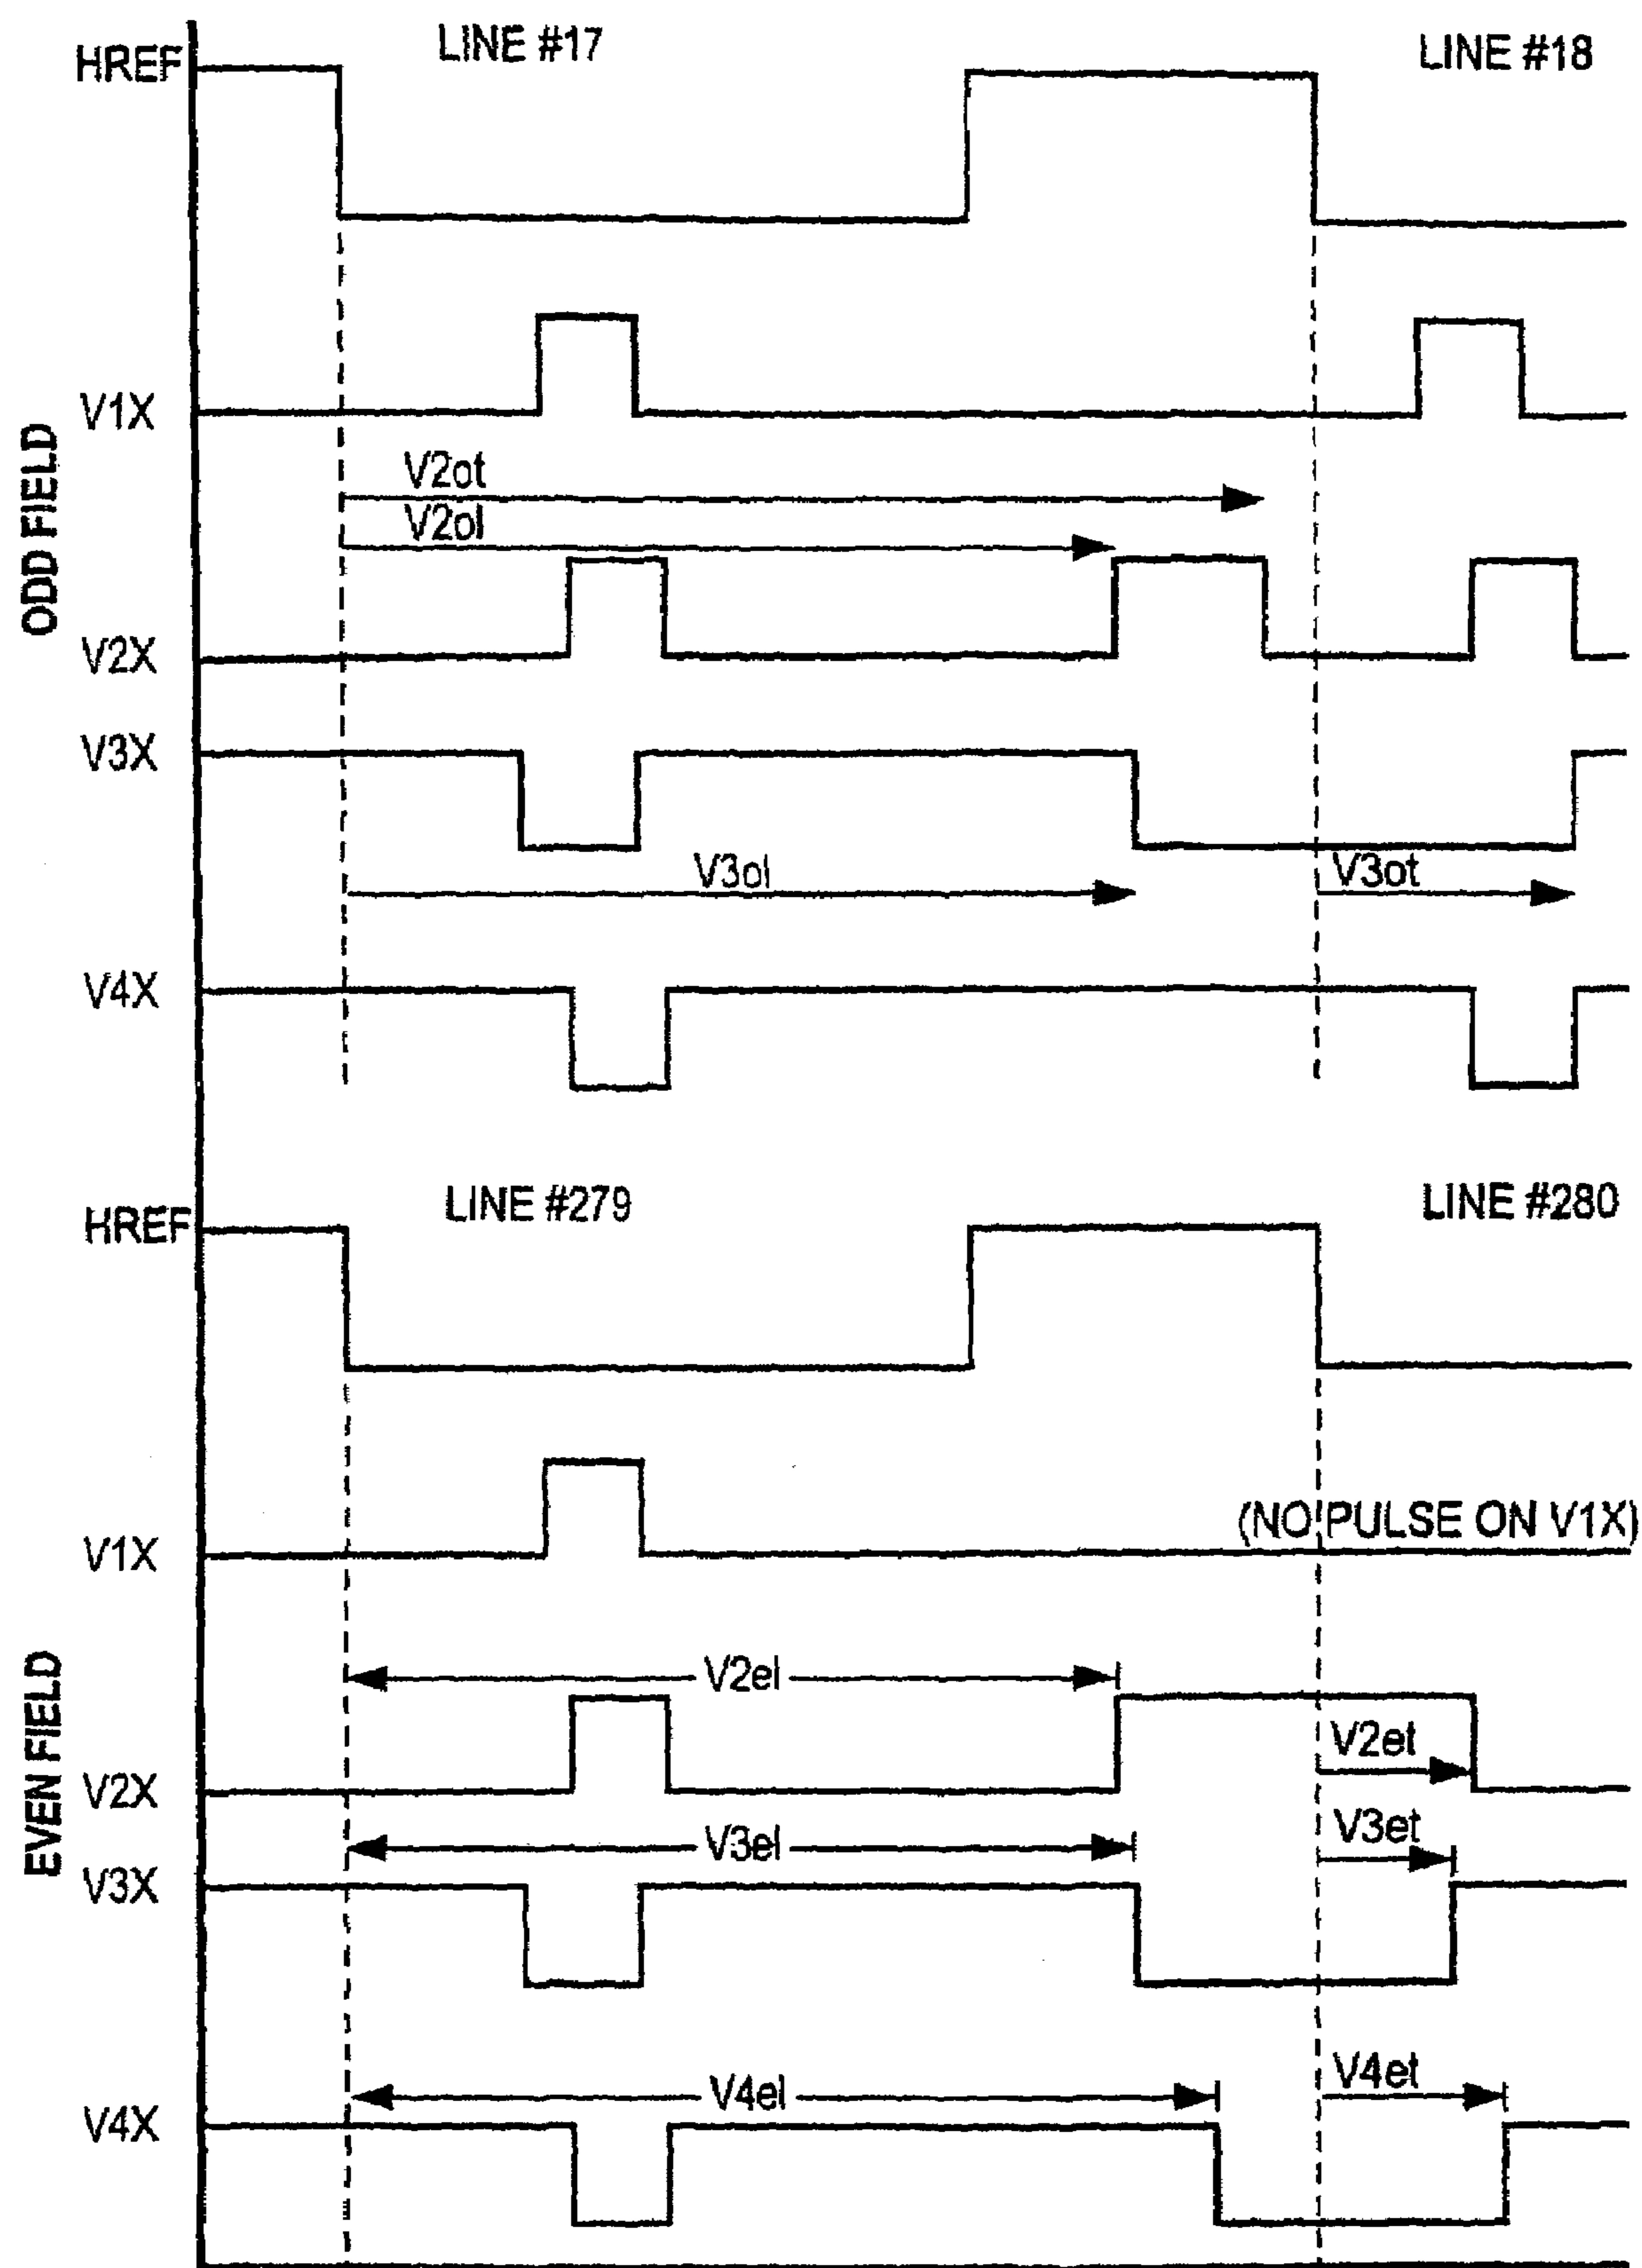 LINE #17
LINE #18
HREF
V1X
V2ot
V2ol
ODD FIELD
V2X
V3X
V3ol
V3ot
V4X
LINE #279
LINE #280
HREF
(NO PULSE ON V1X)
V1X
V2el
V2et
V2X
EVEN FIELD
V3et
V3el
V3X
V4et
V4el
V4X